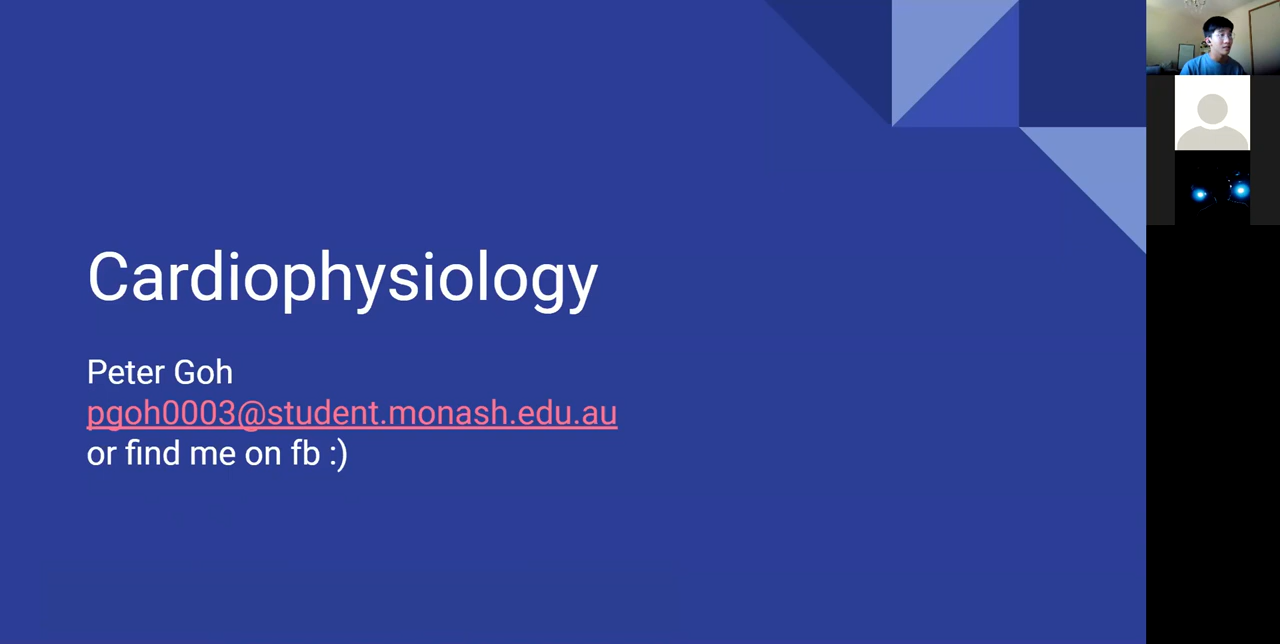 Cardiophysiology
Peter Goh
pgoh0003@student.monash.edu.au
or find me on fb :)